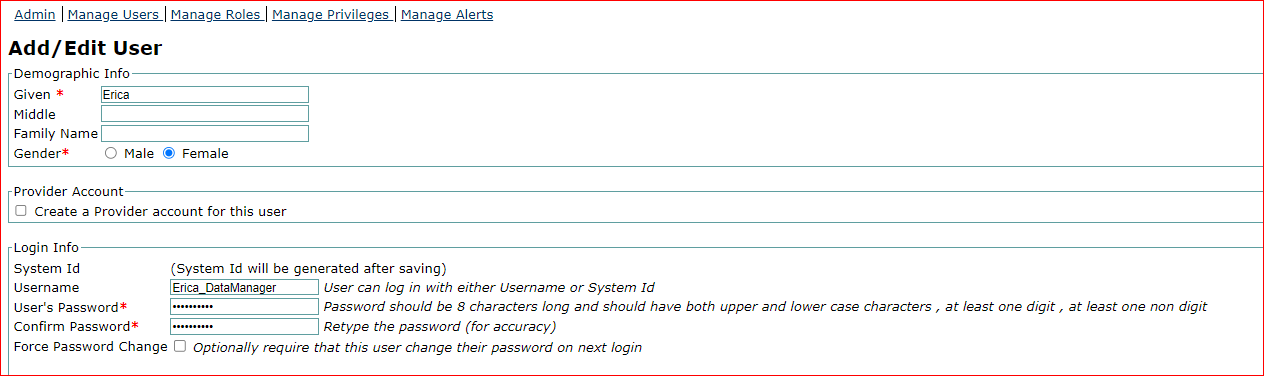 Admin | Manage Users | Manage Roles | Manage Privileges | Manage Alerts
Add/Edit User
Demographic Info
Given * Erica
Middle
Family Name
Gender* Male Female
Provider Account
Create a Provider account for this user
Login Info
System Id (System Id will be generated after saving)
Username Erica_DataManager User can log in with either Username or System Id
User's Password* •••••••••• Password should be 8 characters long and should have both upper and lower case characters , at least one digit , at least one non digit
Confirm Password* •••••••••• Retype the password (for accuracy)
Force Password Change Optionally require that this user change their password on next login